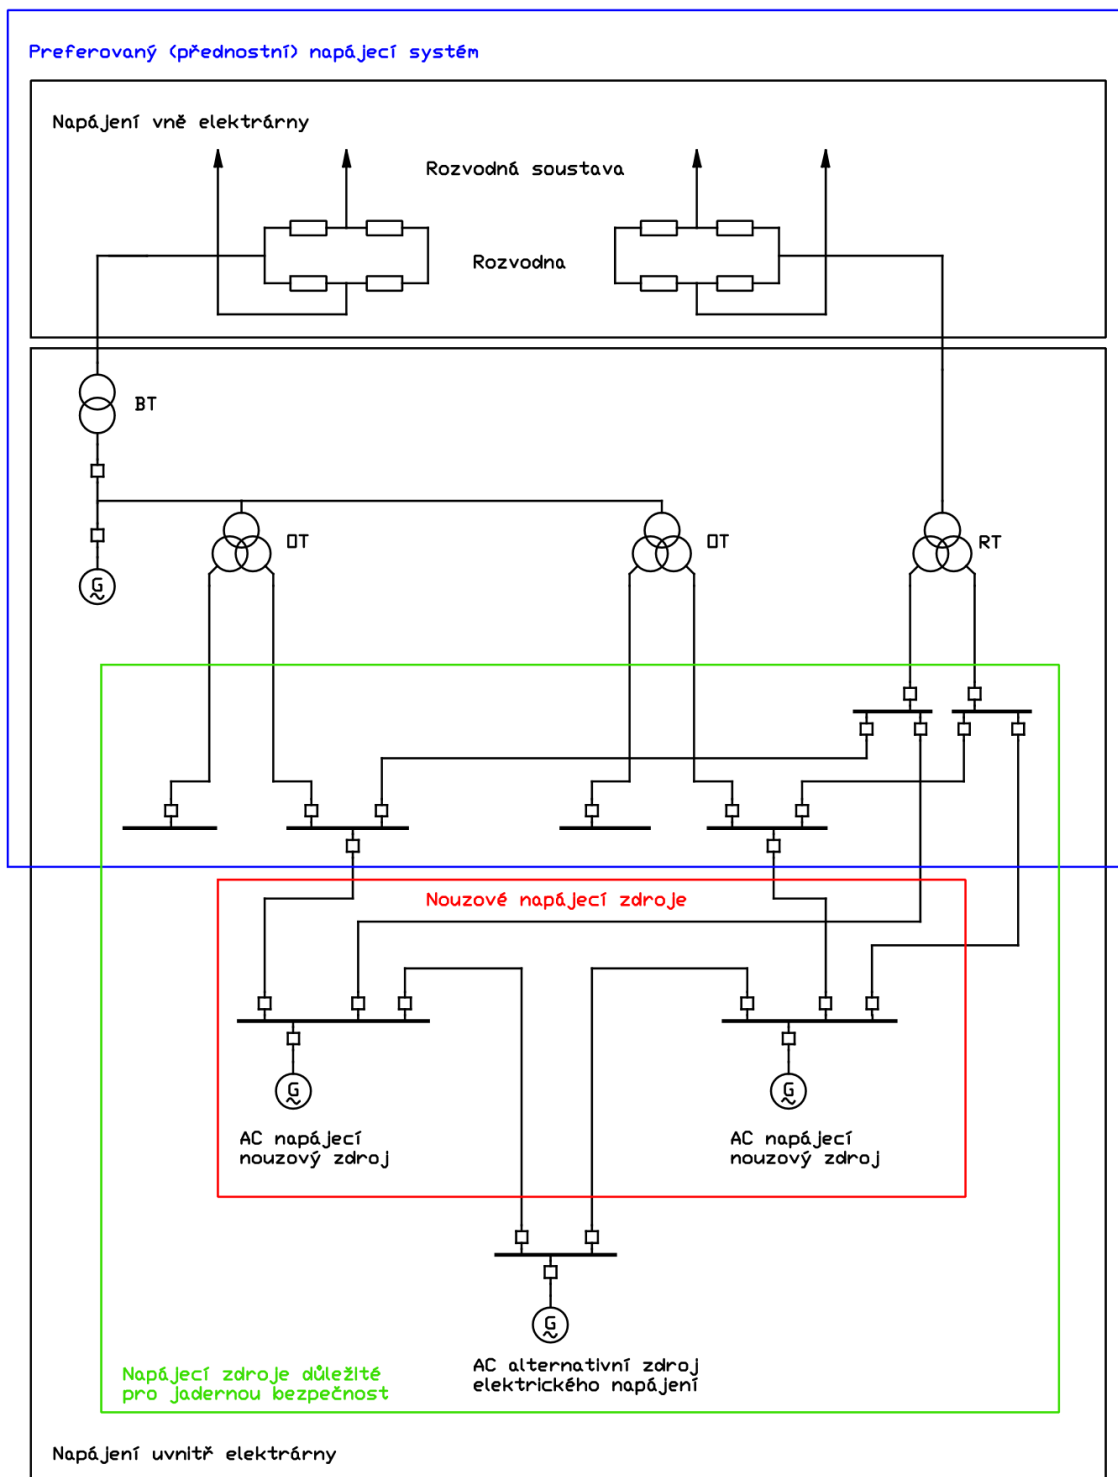 Preferovaný (přednostní) napájecí systém
Napájení vně elektrárny
Rozvodná soustava
Rozvodna
BT
OT
OT
RT
G
Nouzové napájecí zdroje
G
G
AC napájecí
nouzový zdroj
AC napájecí
nouzový zdroj
G
AC alternativní zdroj
elektrického napájení
Napájecí zdroje důležité
pro jadernou bezpečnost
Napájení uvnitř elektrárny